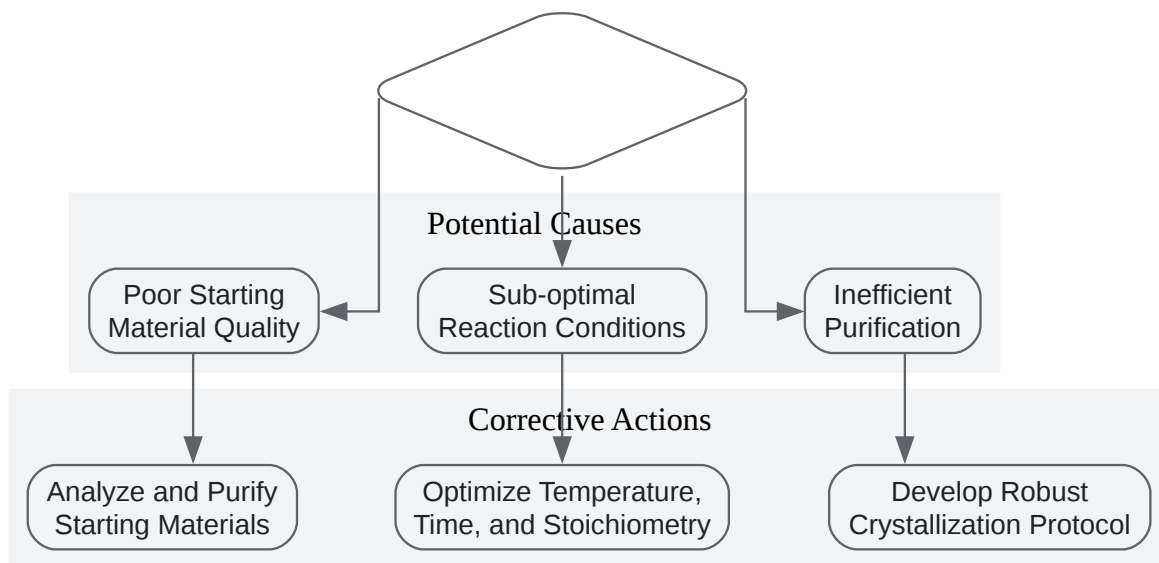 Potential Causes
Poor Starting
Material Quality
Sub-optimal
Reaction Conditions
Inefficient
Purification
Corrective Actions
Analyze and Purify
Starting Materials
Optimize Temperature,
Time, and Stoichiometry
Develop Robust
Crystallization Protocol